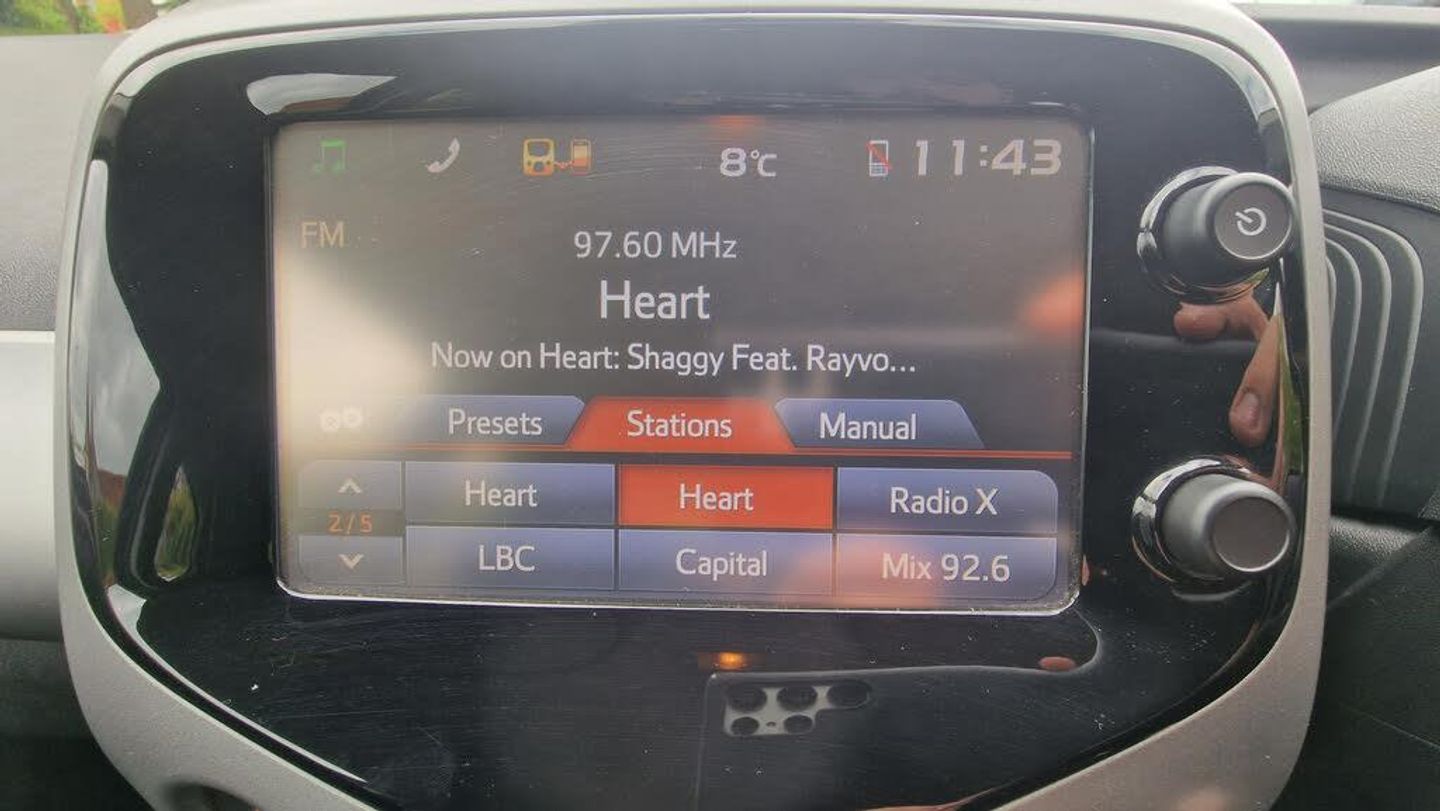 8°C 11:43
FM
97.60 MHz
Heart
Now on Heart: Shaggy Feat. Rayvo...
Presets Stations Manual
Heart Heart Radio X
2/5
LBC Capital Mix 92.6